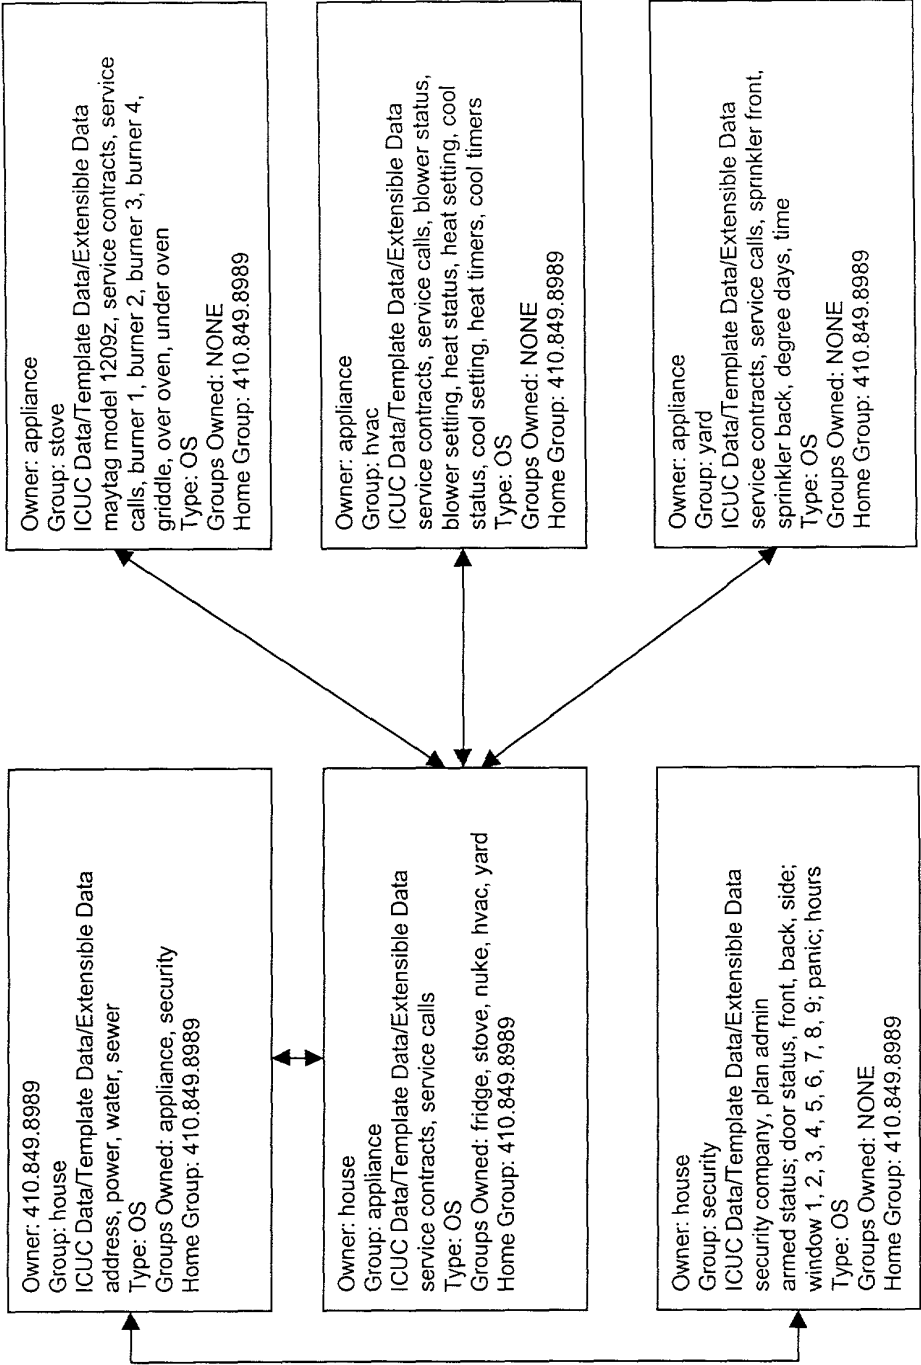 Owner: 410.849.8989
Group: house
ICUC Data/Template Data/Extensible Data
address, power, water, sewer
Type: OS
Groups Owned: appliance, security
Home Group: 410.849.8989
Owner: house
Group: appliance
ICUC Data/Template Data/Extensible Data
service contracts, service calls
Type: OS
Groups Owned: fridge, stove, nuke, hvac, yard
Home Group: 410.849.8989
Owner: house
Group: security
ICUC Data/Template Data/Extensible Data
security company, plan admin
armed status; door status, front, back, side;
window 1, 2, 3, 4, 5, 6, 7, 8, 9; panic; hours
Type: OS
Groups Owned: NONE
Home Group: 410.849.8989
Owner: appliance
Group: stove
ICUC Data/Template Data/Extensible Data
maytag model 1209z, service contracts, service
calls, burner 1, burner 2, burner 3, burner 4,
griddle, over oven, under oven
Type: OS
Groups Owned: NONE
Home Group: 410.849.8989
Owner: appliance
Group: hvac
ICUC Data/Template Data/Extensible Data
service contracts, service calls, blower status,
blower setting, heat status, heat setting, cool
status, cool setting, heat timers, cool timers
Type: OS
Groups Owned: NONE
Home Group: 410.849.8989
Owner: appliance
Group: yard
ICUC Data/Template Data/Extensible Data
service contracts, service calls, sprinkler front,
sprinkler back, degree days, time
Type: OS
Groups Owned: NONE
Home Group: 410.849.8989